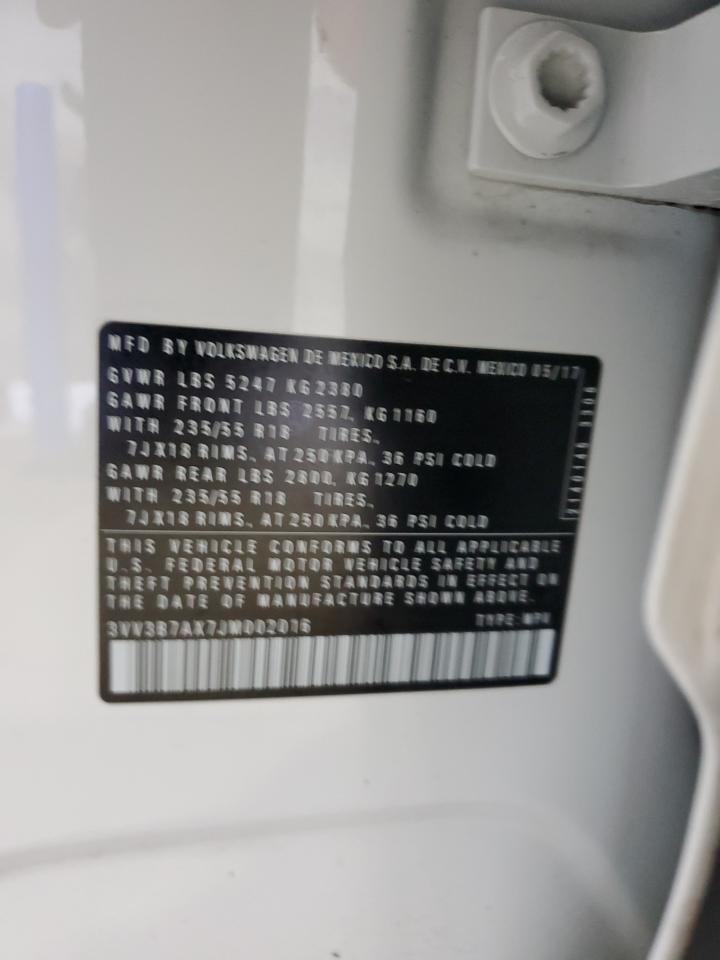 MFD BY VOLKSWAGEN DE MEXICO S.A. DE C.V. MEXICO 05/17
GVWR LBS 5247 KG 2380
GAWR FRONT LBS 2557, KG 1160
WITH 235/55 R18 TIRES,
7JX18 RIMS, AT 250 KPA, 36 PSI COLD
GAWR REAR LBS 2800, KG 1270
WITH 235/55 R18 TIRES,
7JX18 RIMS, AT 250 KPA, 36 PSI COLD
THIS VEHICLE CONFORMS TO ALL APPLICABLE
U.S. FEDERAL MOTOR VEHICLE SAFETY AND
THEFT PREVENTION STANDARDS IN EFFECT ON
THE DATE OF MANUFACTURE SHOWN ABOVE.
3VV3B7AX7JM002016 TYPE: MPV